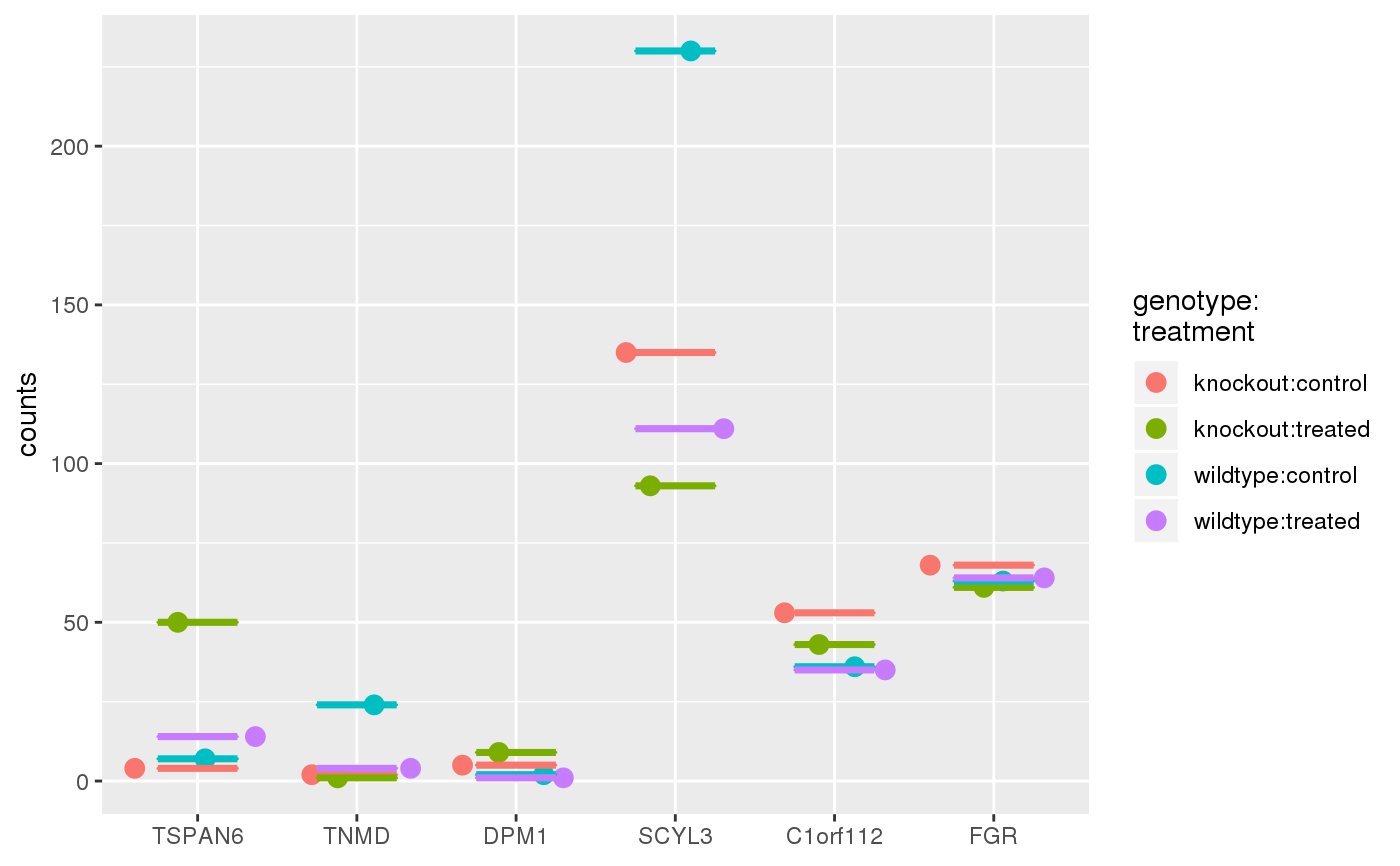 200
150
100
50
0
counts
TSPAN6 TNMD DPM1 SCYL3 C1orf112 FGR
genotype:
treatment
knockout:control
knockout:treated
wildtype:control
wildtype:treated